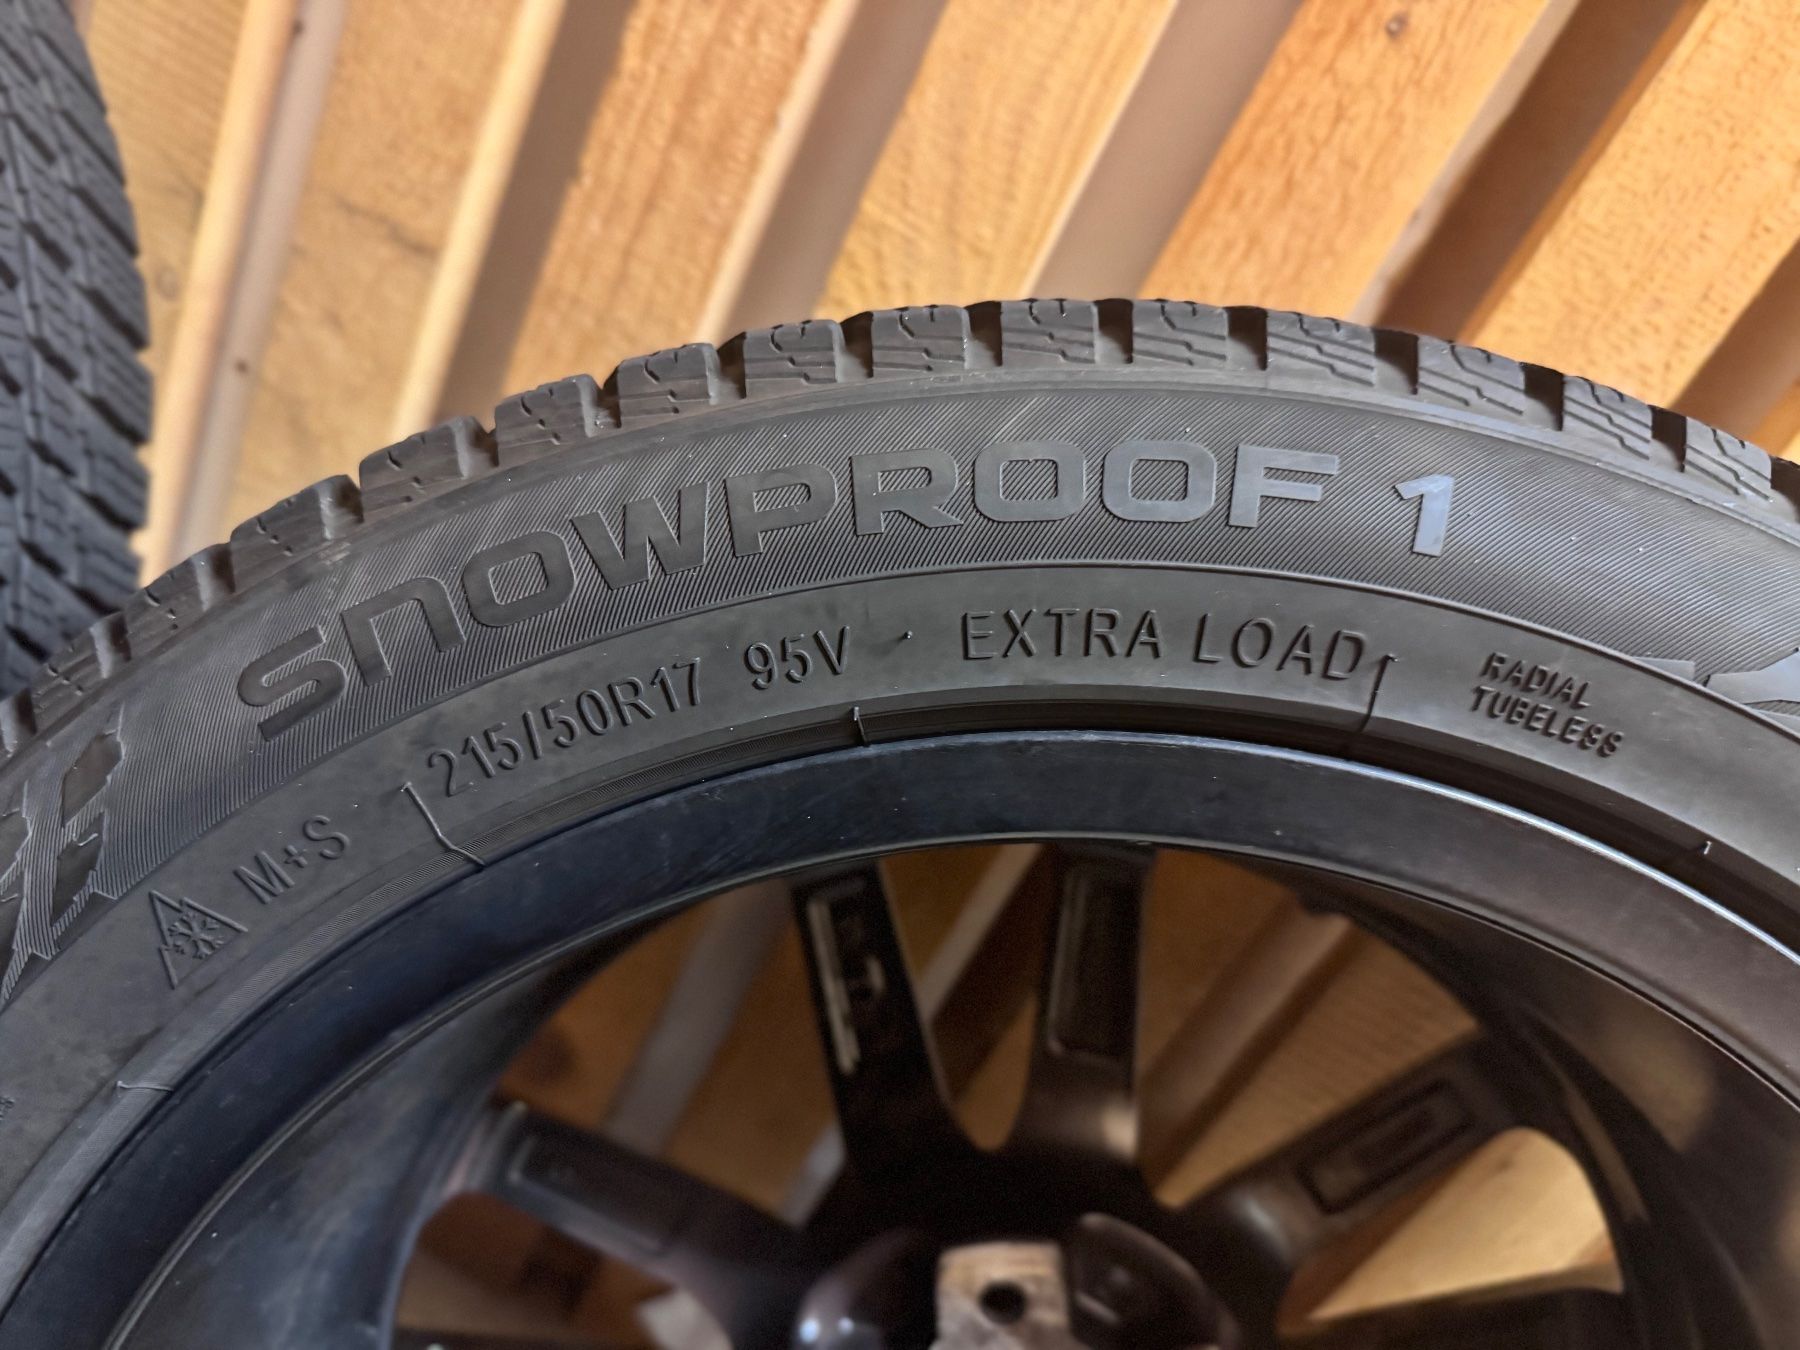 SNOWPROOF 1
M+S
215/50R17 95V · EXTRA LOAD
RADIAL
TUBELESS